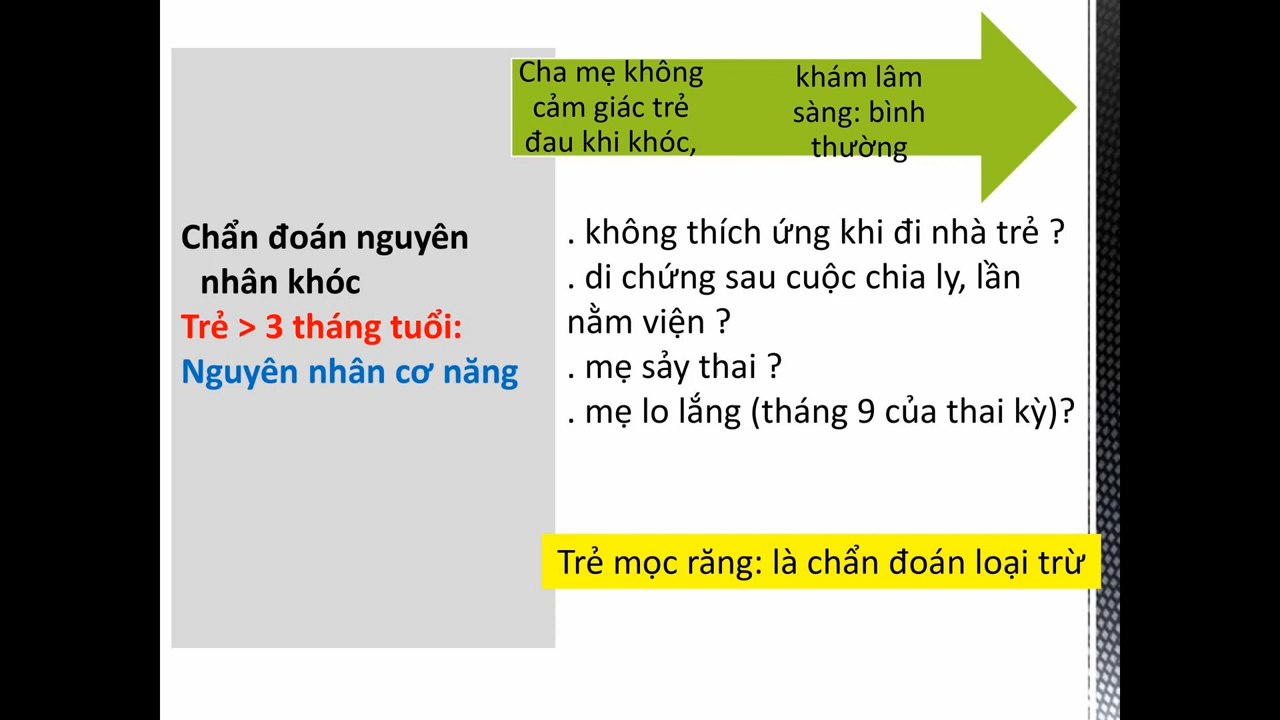 Cha mẹ không
cảm giác trẻ
đau khi khóc,
khám lâm
sàng: bình
thường
Chẩn đoán nguyên
nhân khóc
Trẻ > 3 tháng tuổi:
Nguyên nhân cơ năng
. không thích ứng khi đi nhà trẻ ?
. di chứng sau cuộc chia ly, lần
nằm viện ?
. mẹ sảy thai ?
. mẹ lo lắng (tháng 9 của thai kỳ)?
Trẻ mọc răng: là chẩn đoán loại trừ